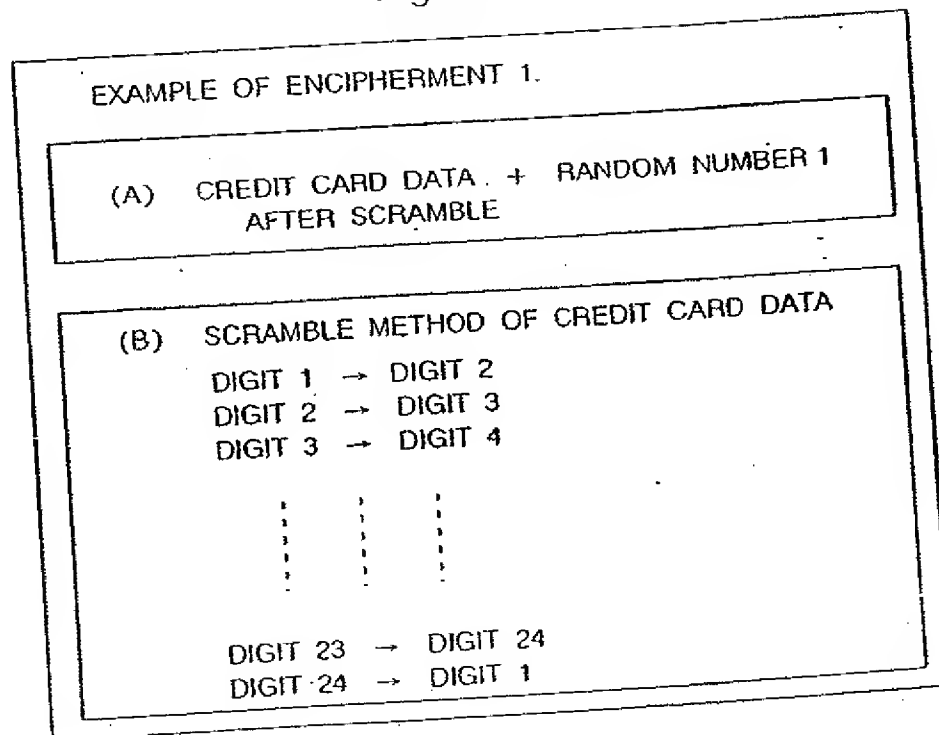 EXAMPLE OF ENCIPHERMENT 1.
(A) CREDIT CARD DATA + RANDOM NUMBER 1
AFTER SCRAMBLE
(B) SCRAMBLE METHOD OF CREDIT CARD DATA
DIGIT 1 → DIGIT 2
DIGIT 2 → DIGIT 3
DIGIT 3 → DIGIT 4
DIGIT 23 → DIGIT 24
DIGIT 24 → DIGIT 1